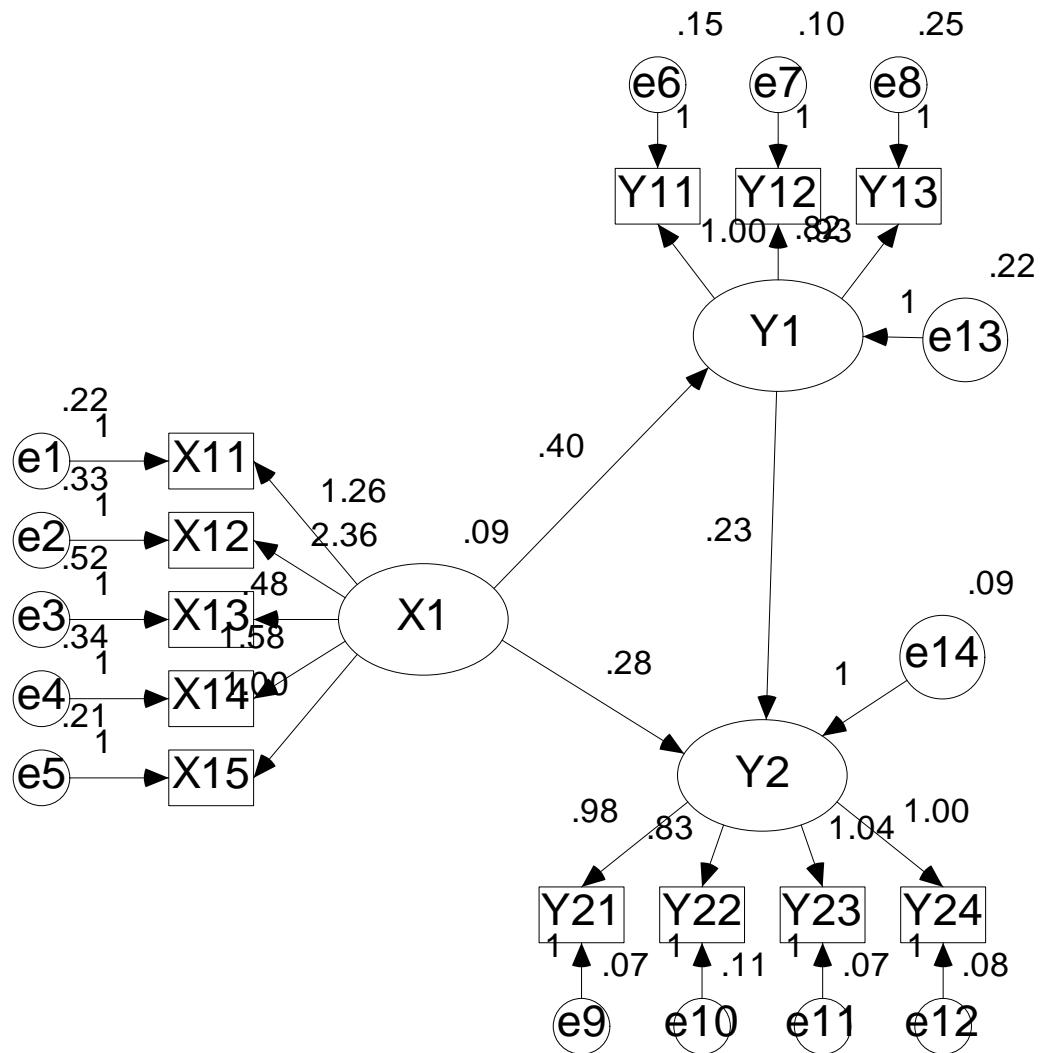 .15 .10 .25
e6 e7 e8
1 1 1
Y11 Y12 Y13
1.00 .82 .93
.22
1
Y1 e13
.22
1
e1 X11
.40
.33
1.26
1
e2 X12
2.36 .09 .23
.52
1
.48 .09
e3 X13 X1
.34 1.58
1
.28 1 e14
e4 X14 1.00
.21
1
e5 X15 Y2
.98 .83 1.04 1.00
Y21 Y22 Y23 Y24
1 1 1 1
.07 .11 .07 .08
e9 e10 e11 e12